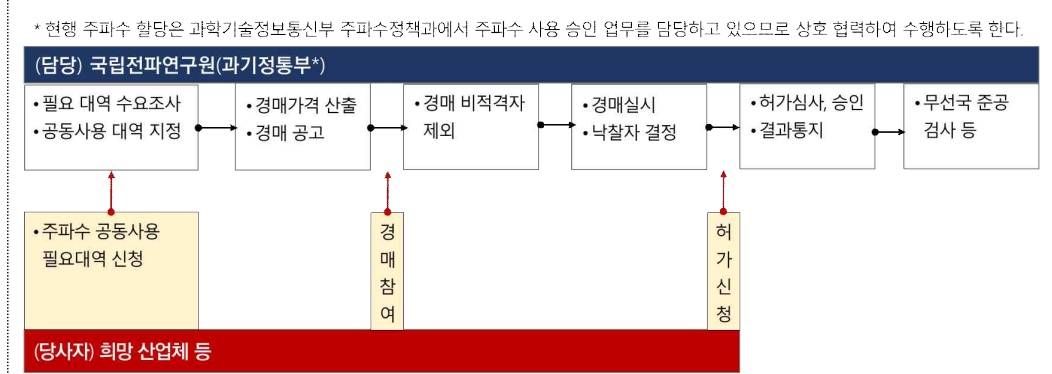 * 현행 주파수 할당은 과학기술정보통신부 주파수정책과에서 주파수 사용 승인 업무를 담당하고 있으므로 상호 협력하여 수행하도록 한다.
(담당) 국립전파연구원(과기정통부*)
• 필요 대역 수요조사
• 공동사용 대역 지정
• 경매가격 산출
• 경매 공고
• 경매 비적격자
제외
• 경매실시
• 낙찰자 결정
• 허가심사, 승인
• 결과통지
• 무선국 준공
검사 등
• 주파수 공동사용
필요대역 신청
경
매
참
여
허
가
신
청
(당사자) 희망 산업체 등